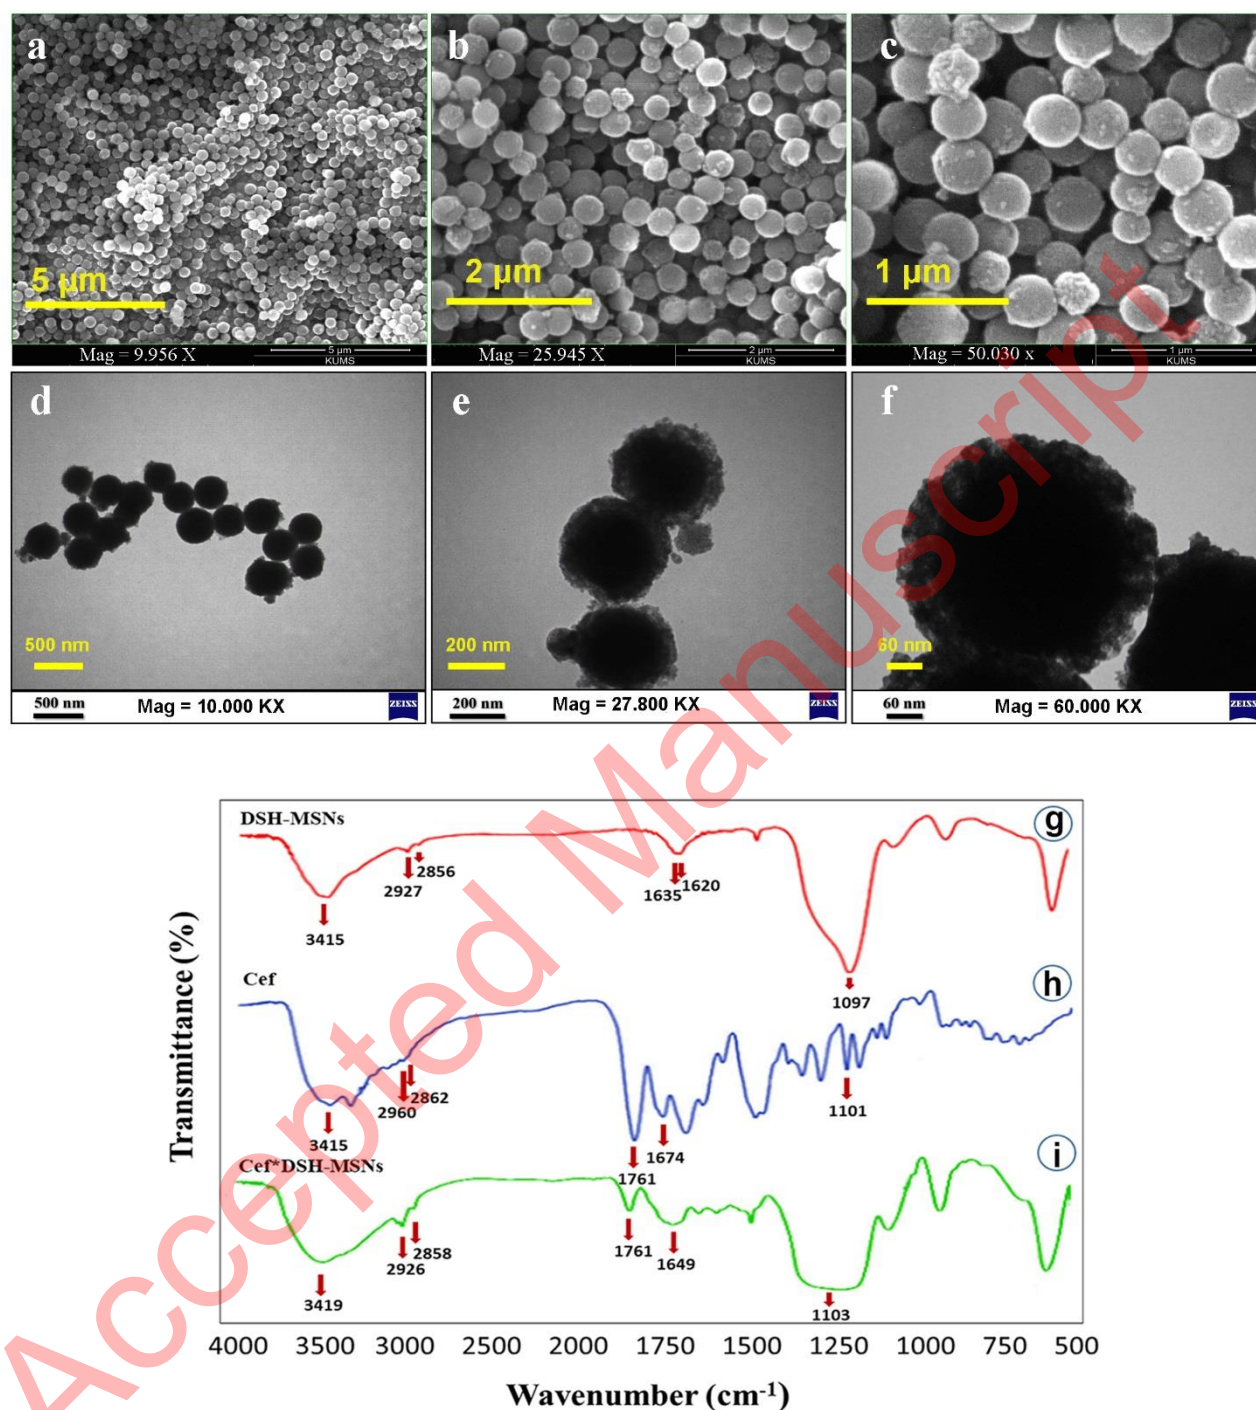 a
b
c
5 µm
2 µm
1 µm
Mag = 9.956 X
5 µm
KUMS
Mag = 25.945 X
2 µm
KUMS
Mag = 50.030 x
1 µm
KUMS
d
e
f
500 nm
200 nm
60 nm
500 nm
Mag = 10.000 KX
ZEISS
200 nm
Mag = 27.800 KX
ZEISS
60 nm
Mag = 60.000 KX
ZEISS
DSH-MSNs
g
2856
2927
1635
1620
3415
1097
Cef
h
2862
2960
1101
3415
1674
1761
Cef*DSH-MSNs
i
2858
2926
1761
1649
3419
1103
Transmittance (%)
4000 3500 3000 2500 2000 1750 1500 1250 1000 750 500
Wavenumber (cm⁻¹)
Accepted Manuscript